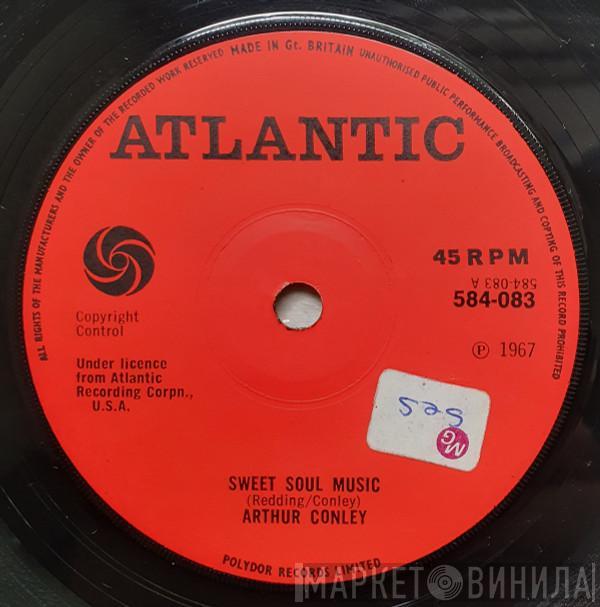 ALL RIGHTS OF THE MANUFACTURERS AND THE OWNER OF THE RECORDED WORK RESERVED MADE IN Gt. BRITAIN UNAUTHORISED PUBLIC PERFORMANCE BROADCASTING AND COPYING OF THIS RECORD PROHIBITED
ATLANTIC
45 RPM
584-083 A
584-083
Copyright
Control
℗ 1967
Under licence
from Atlantic
Recording Corpn.,
U.S.A.
MG
SWEET SOUL MUSIC
(Redding/Conley)
ARTHUR CONLEY
POLYDOR RECORDS LIMITED
МАРКЕТ ВИНИЛА